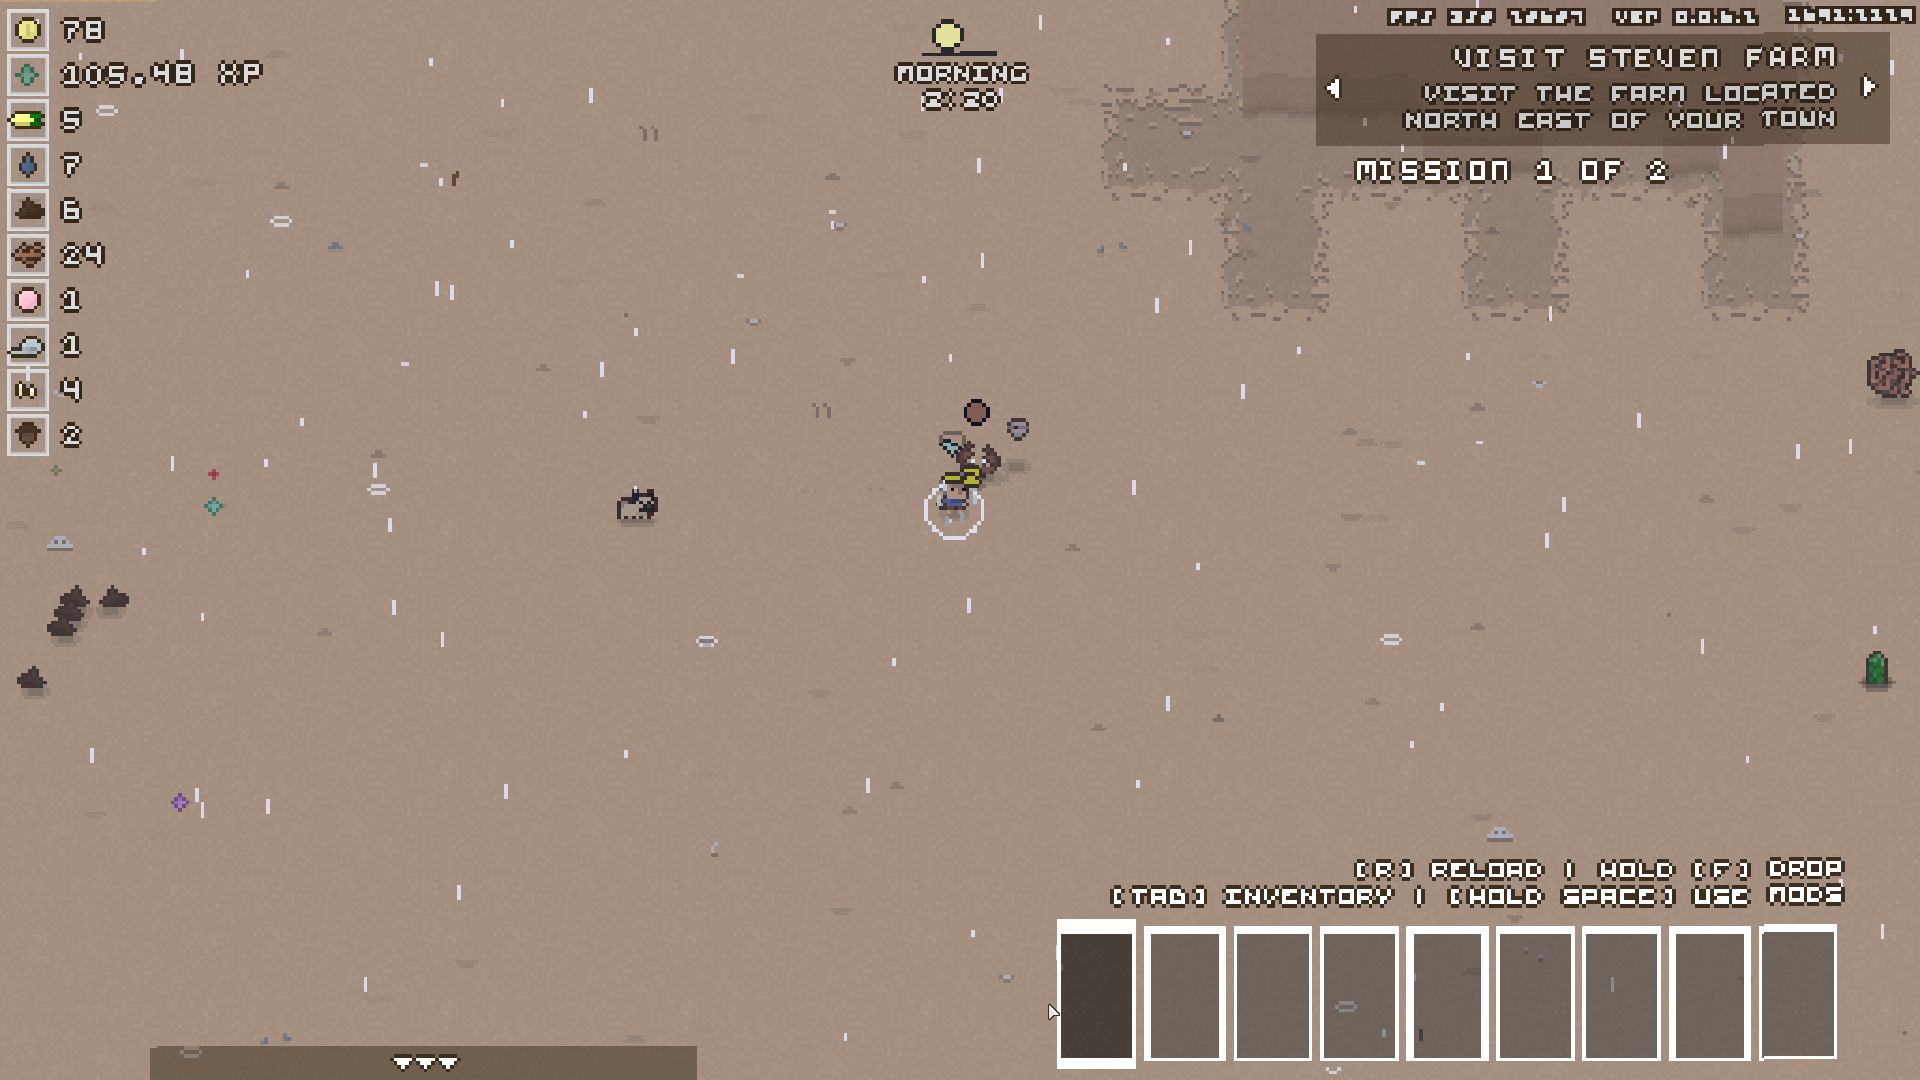 78
105,48 XP
5
7
6
24
1
1
4
2
MORNING
2:20
VER 0.0.6.1
VISIT STEVEN FARM
VISIT THE FARM LOCATED
NORTH EAST OF YOUR TOWN
MISSION 1 OF 2
[R] RELOAD | HOLD [F] DROP
[TAB] INVENTORY | [HOLD SPACE] USE MODS